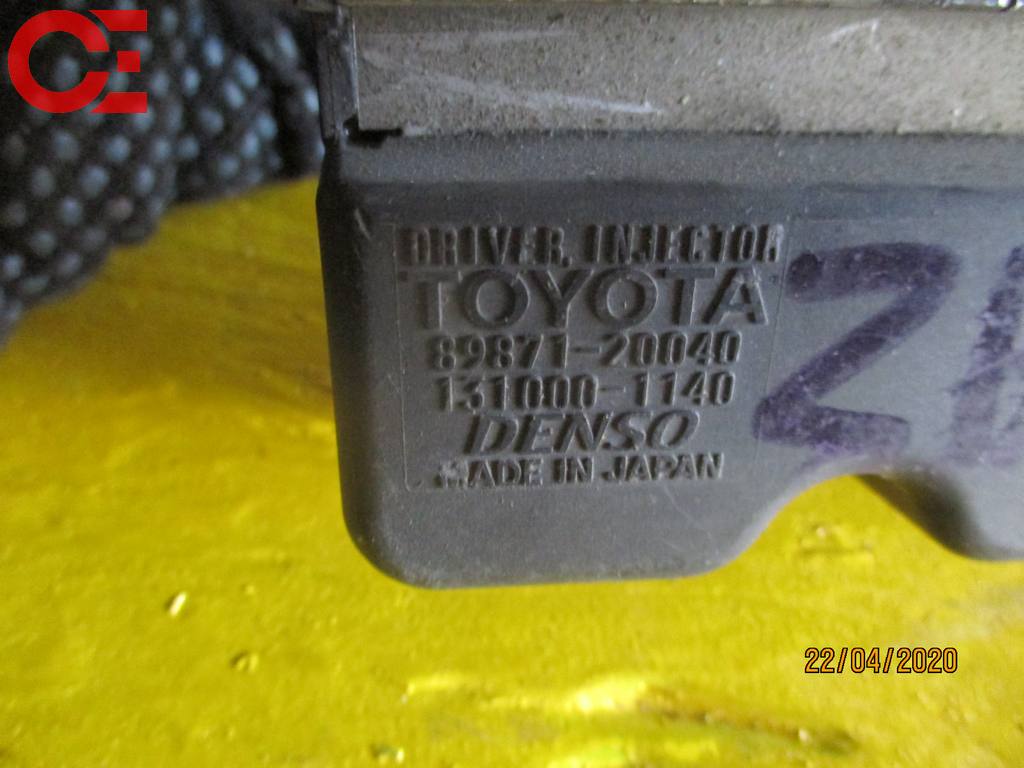 DRIVER, INJECTOR
TOYOTA
89871-20040
131000-1140
DENSO
MADE IN JAPAN
22/04/2020